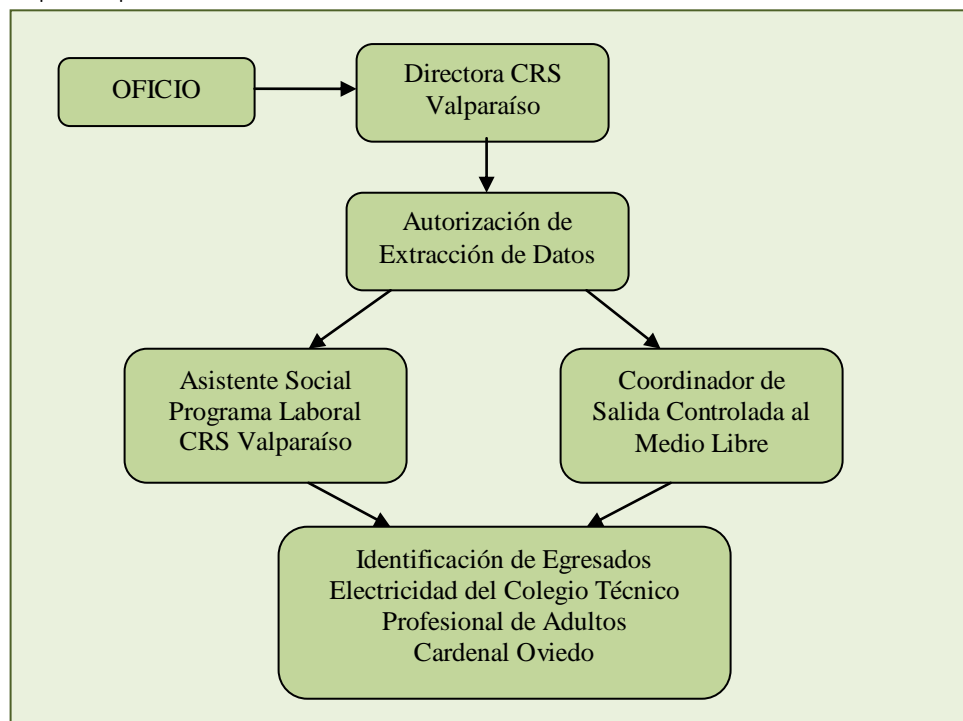 OFICIO
Directora CRS
Valparaíso
Autorización de
Extracción de Datos
Asistente Social
Programa Laboral
CRS Valparaíso
Coordinador de
Salida Controlada al
Medio Libre
Identificación de Egresados
Electricidad del Colegio Técnico
Profesional de Adultos
Cardenal Oviedo